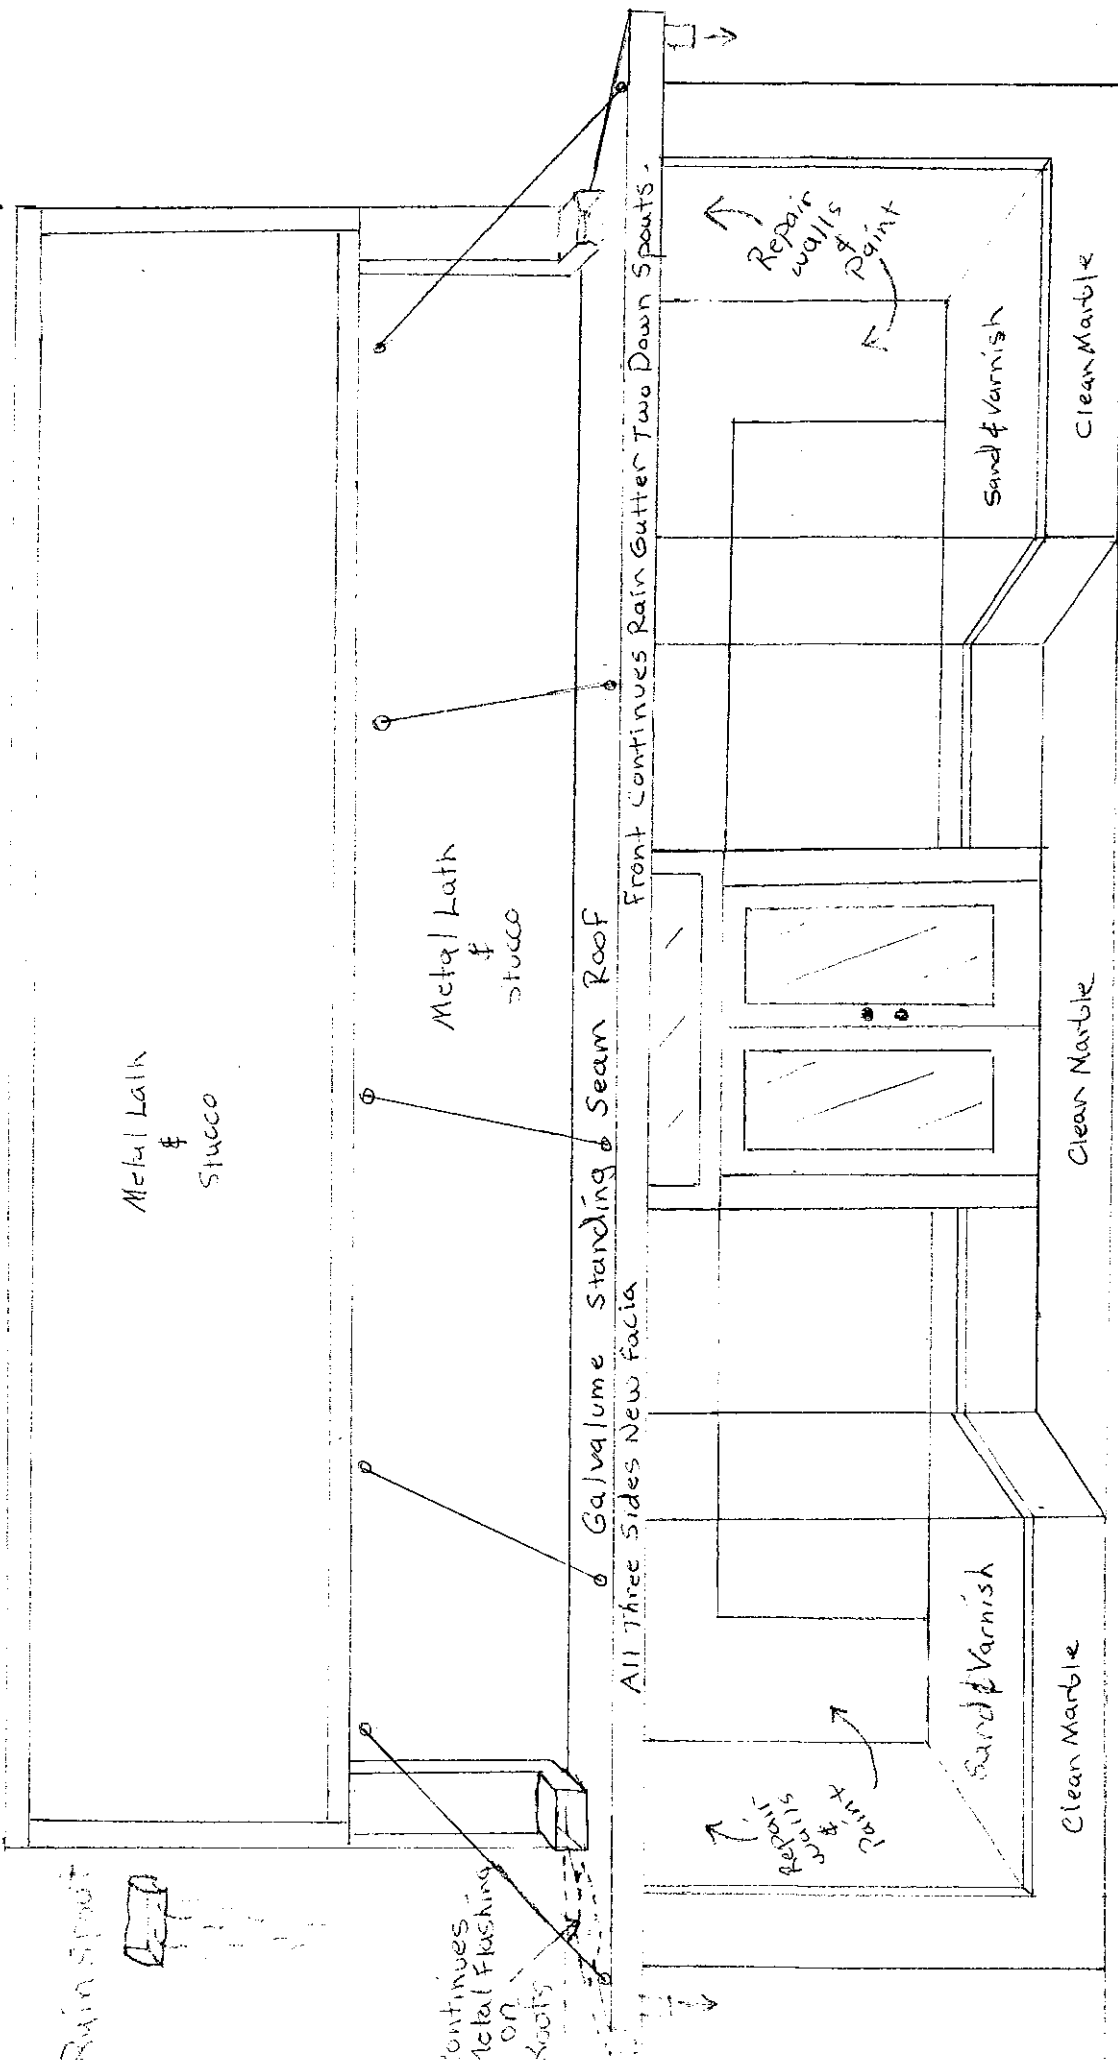 Rainspout
Metal Lath
&
Stucco
Metal Lath
&
Stucco
Continues
Metal Flashing
on
Roofs
Galvalume Standing Seam Roof
All Three Sides New Facia
Front Continues Rain Gutter Two Down Spouts.
Repair
walls
&
Paint
Repair
walls
&
Paint
Sand & Varnish
Sand & Varnish
Clean Marble
Clean Marble
Clean Marble